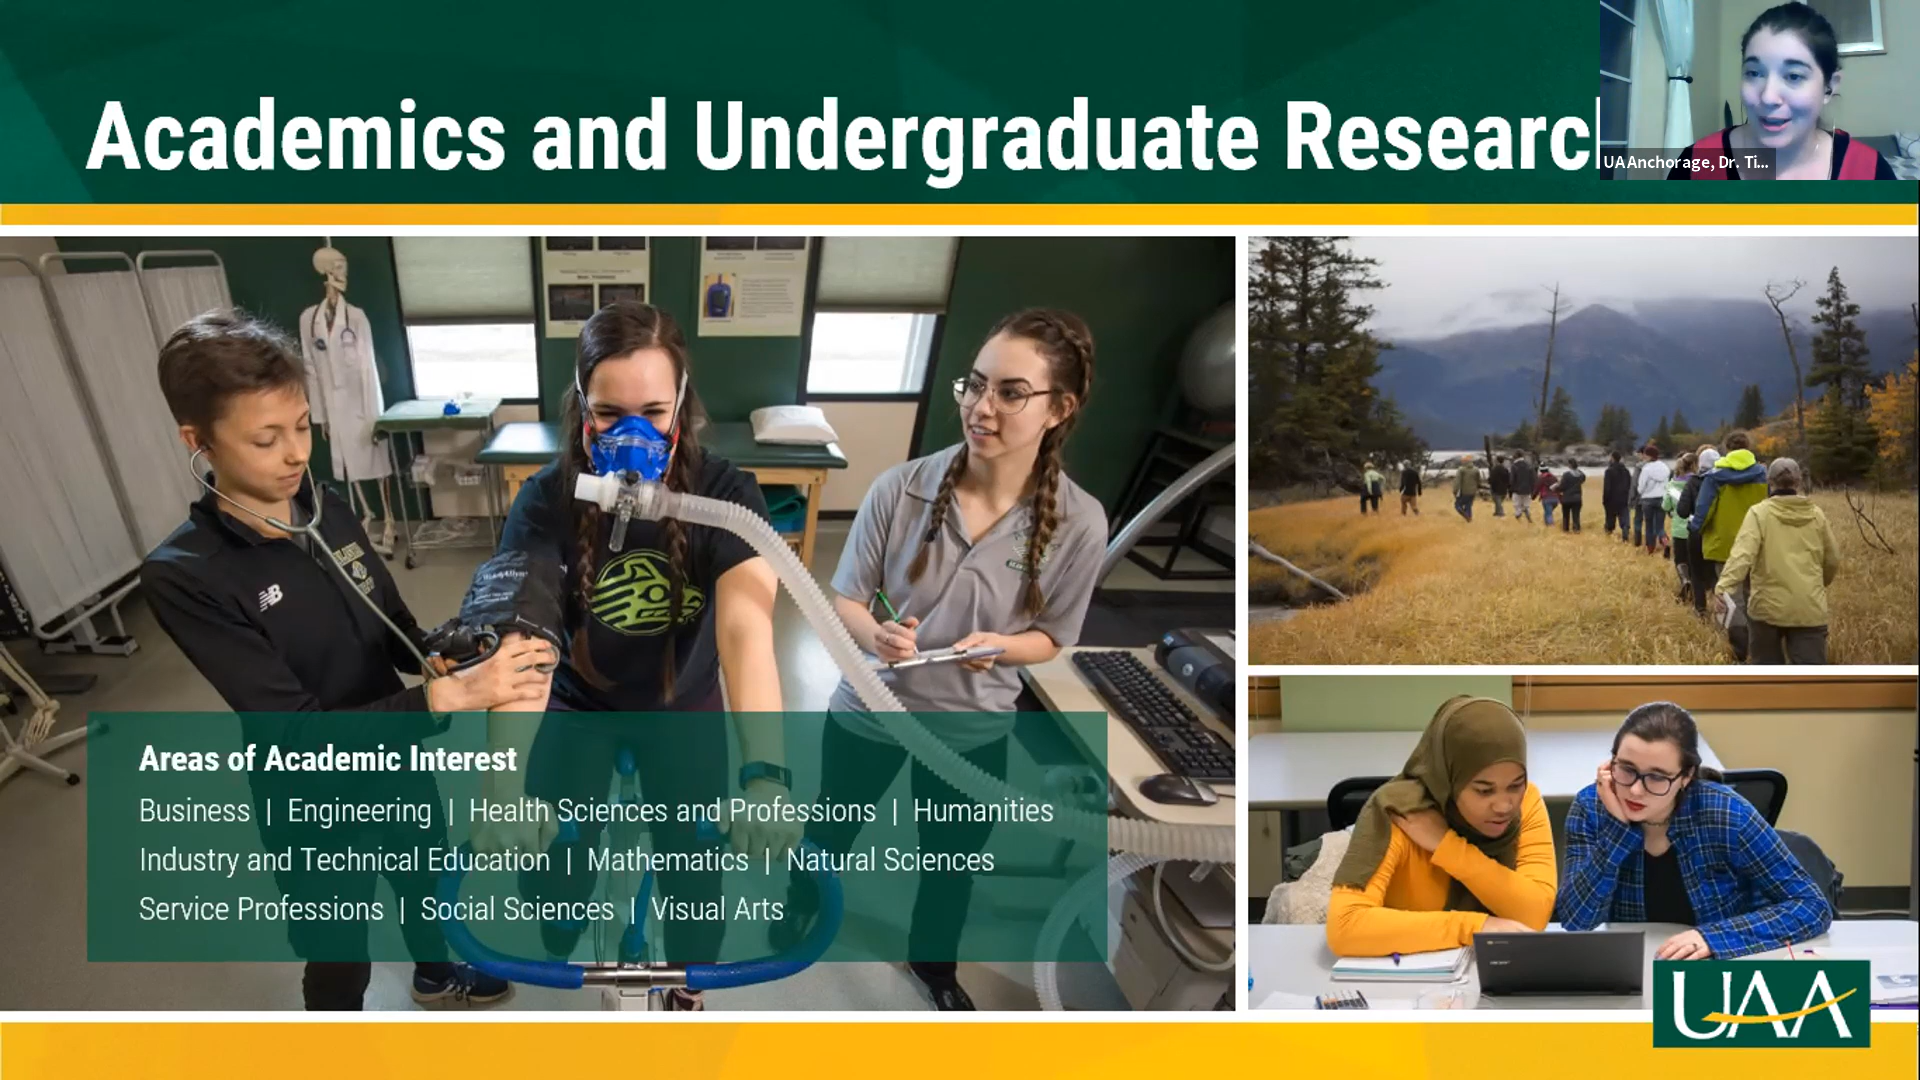 Academics and Undergraduate Researc
UAAnchorage, Dr. Ti...
NB
Areas of Academic Interest
Business | Engineering | Health Sciences and Professions | Humanities
Industry and Technical Education | Mathematics | Natural Sciences
Service Professions | Social Sciences | Visual Arts
UAA